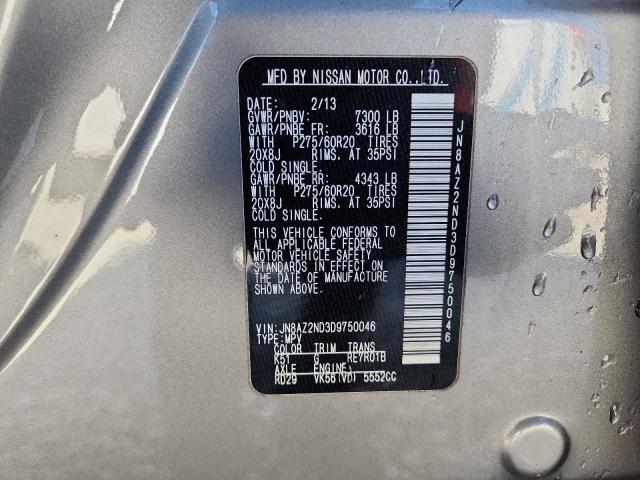 MFD BY NISSAN MOTOR CO.,LTD.
DATE: 2/13
GVWR/PNBV: 7300 LB
GAWR/PNBE FR: 3616 LB
WITH P275/60R20 TIRES
20X8J RIMS. AT 35PSI
COLD SINGLE.
GAWR/PNBE RR: 4343 LB
WITH P275/60R20 TIRES
20X8J RIMS. AT 35PSI
COLD SINGLE.
THIS VEHICLE CONFORMS TO
ALL APPLICABLE FEDERAL
MOTOR VEHICLE SAFETY
STANDARDS IN EFFECT ON
THE DATE OF MANUFACTURE
SHOWN ABOVE.
VIN: JN8AZ2ND3D9750046
TYPE: MPV
COLOR TRIM TRANS
K51 G RE7R01B
AXLE ENGINE:
RD29 VK56(VD) 5552CC
JN8AZ2ND3D9750046